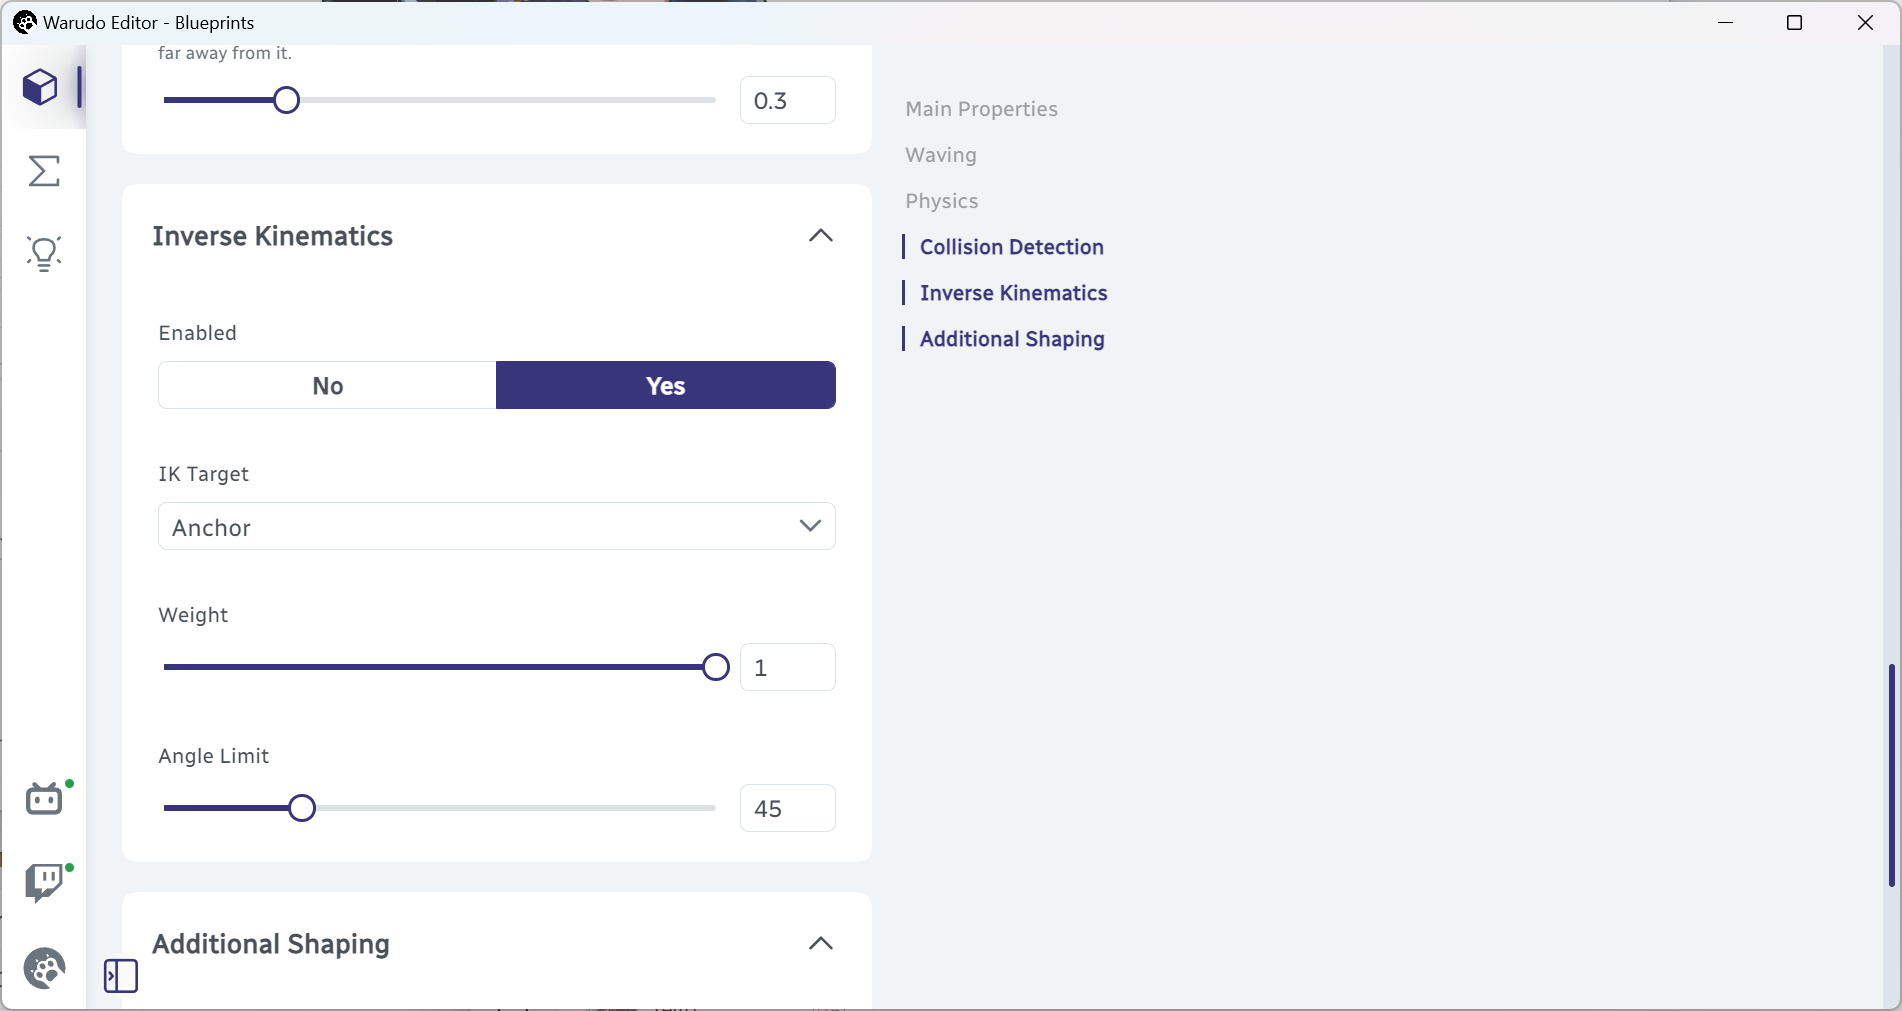 Warudo Editor - Blueprints
far away from it.
0.3
Inverse Kinematics
Enabled
No
Yes
IK Target
Anchor
Weight
1
Angle Limit
45
Additional Shaping
Main Properties
Waving
Physics
Collision Detection
Inverse Kinematics
Additional Shaping